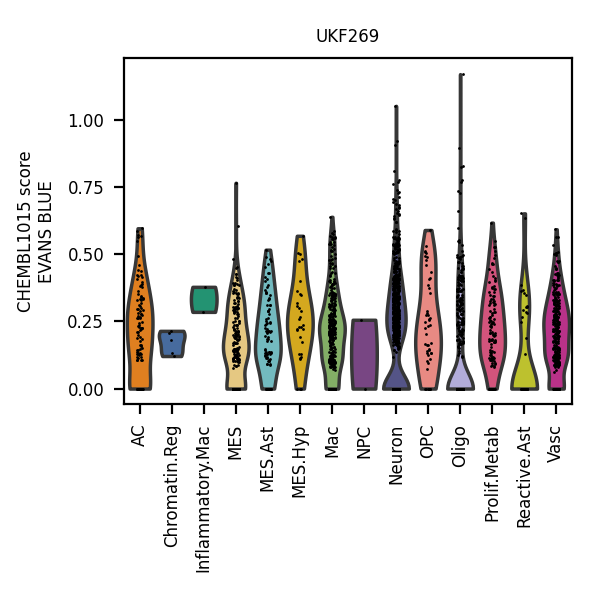 UKF269
CHEMBL1015 score
EVANS BLUE
1.00
0.75
0.50
0.25
0.00
AC
Chromatin.Reg
Inflammatory.Mac
MES
MES.Ast
MES.Hyp
Mac
NPC
Neuron
OPC
Oligo
Prolif.Metab
Reactive.Ast
Vasc